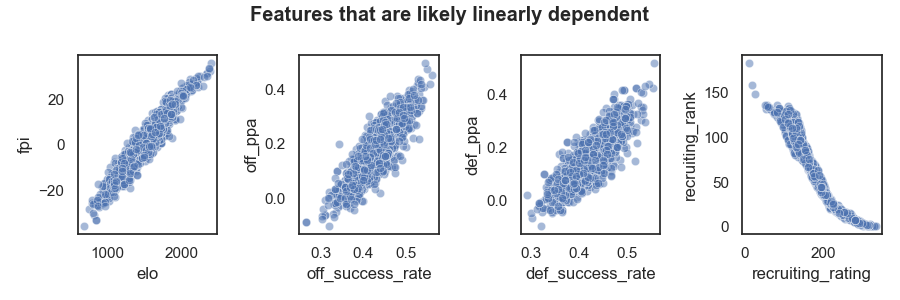 Features that are likely linearly dependent
fpi
20
0
−20
1000
2000
elo
off_ppa
0.4
0.2
0.0
0.3
0.4
0.5
off_success_rate
def_ppa
0.4
0.2
0.0
0.3
0.4
0.5
def_success_rate
recruiting_rank
150
100
50
0
0
200
recruiting_rating